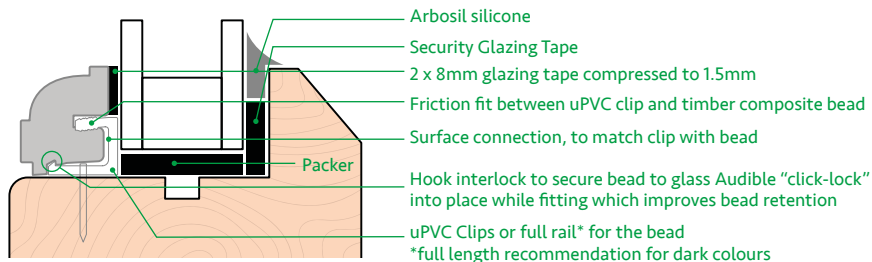 Arbosil silicone
Security Glazing Tape
2 x 8mm glazing tape compressed to 1.5mm
Friction fit between uPVC clip and timber composite bead
Surface connection, to match clip with bead
Packer
Hook interlock to secure bead to glass Audible “click-lock”
into place while fitting which improves bead retention
uPVC Clips or full rail* for the bead
*full length recommendation for dark colours